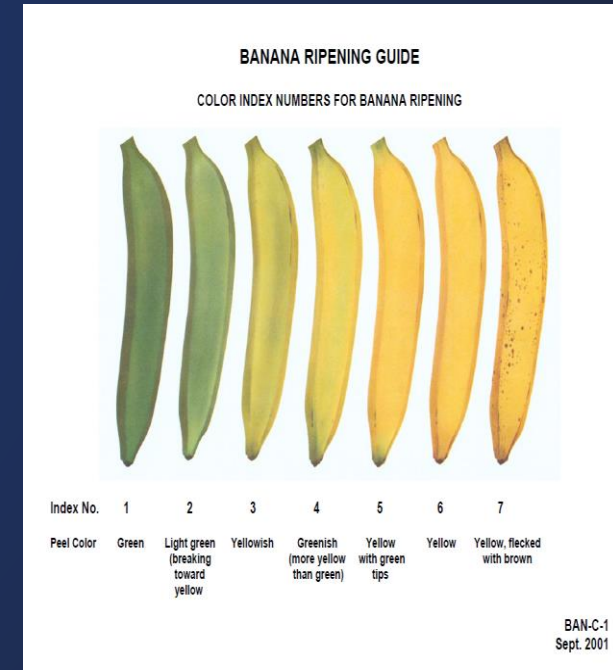 BANANA RIPENING GUIDE
COLOR INDEX NUMBERS FOR BANANA RIPENING
Index No. 1 2 3 4 5 6 7
Peel Color Green Light green (breaking toward yellow Yellowish Greenish (more yellow than green) Yellow with green tips Yellow Yellow, flecked with brown
BAN-C-1
Sept. 2001